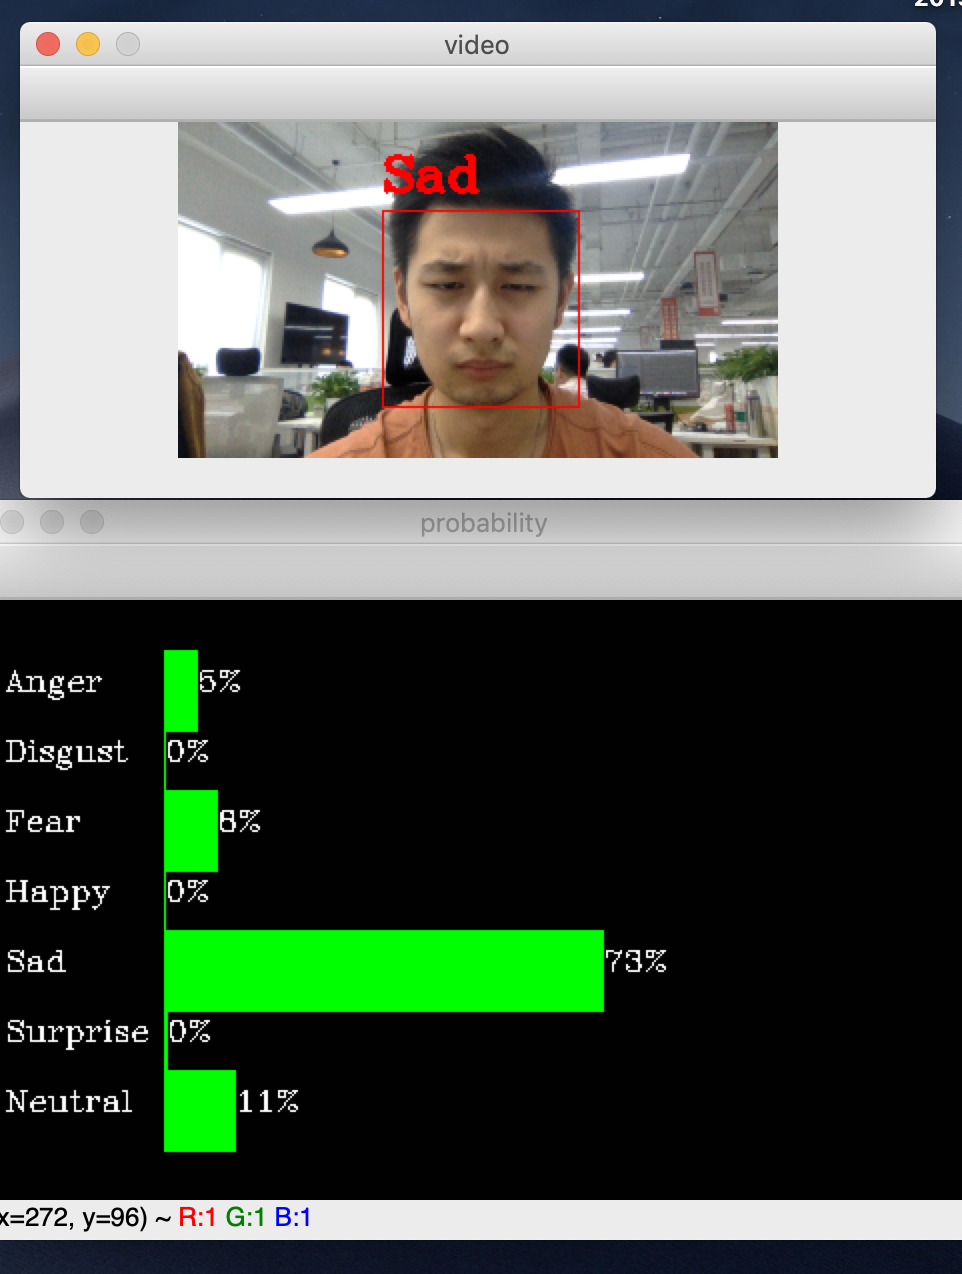 video
Sad
probability
Anger 5%
Disgust 0%
Fear 8%
Happy 0%
Sad 73%
Surprise 0%
Neutral 11%
x=272, y=96) ~ R:1 G:1 B:1